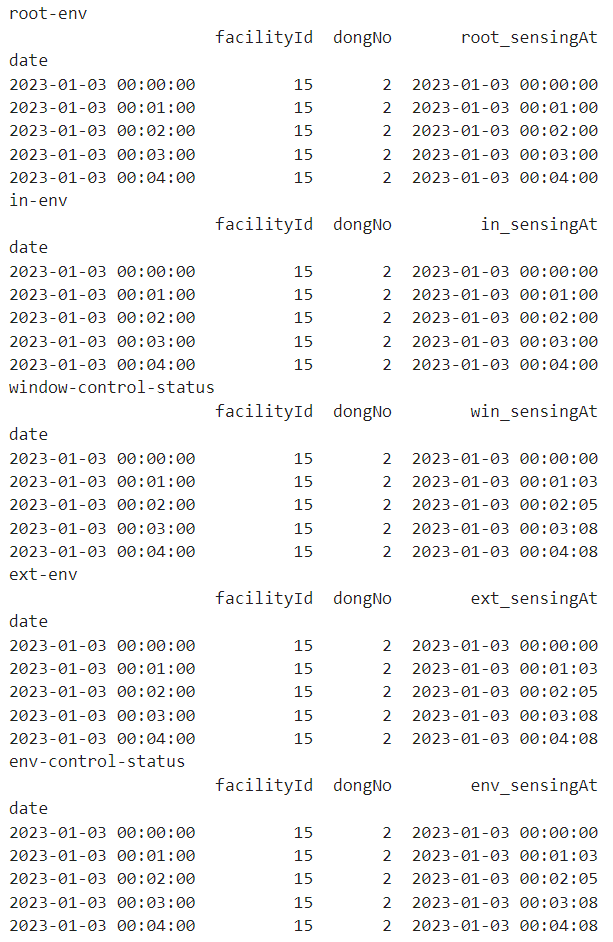 root-env
facilityId dongNo root_sensingAt
date
2023-01-03 00:00:00 15 2 2023-01-03 00:00:00
2023-01-03 00:01:00 15 2 2023-01-03 00:01:00
2023-01-03 00:02:00 15 2 2023-01-03 00:02:00
2023-01-03 00:03:00 15 2 2023-01-03 00:03:00
2023-01-03 00:04:00 15 2 2023-01-03 00:04:00
in-env
facilityId dongNo in_sensingAt
date
2023-01-03 00:00:00 15 2 2023-01-03 00:00:00
2023-01-03 00:01:00 15 2 2023-01-03 00:01:00
2023-01-03 00:02:00 15 2 2023-01-03 00:02:00
2023-01-03 00:03:00 15 2 2023-01-03 00:03:00
2023-01-03 00:04:00 15 2 2023-01-03 00:04:00
window-control-status
facilityId dongNo win_sensingAt
date
2023-01-03 00:00:00 15 2 2023-01-03 00:00:00
2023-01-03 00:01:00 15 2 2023-01-03 00:01:03
2023-01-03 00:02:00 15 2 2023-01-03 00:02:05
2023-01-03 00:03:00 15 2 2023-01-03 00:03:08
2023-01-03 00:04:00 15 2 2023-01-03 00:04:08
ext-env
facilityId dongNo ext_sensingAt
date
2023-01-03 00:00:00 15 2 2023-01-03 00:00:00
2023-01-03 00:01:00 15 2 2023-01-03 00:01:03
2023-01-03 00:02:00 15 2 2023-01-03 00:02:05
2023-01-03 00:03:00 15 2 2023-01-03 00:03:08
2023-01-03 00:04:00 15 2 2023-01-03 00:04:08
env-control-status
facilityId dongNo env_sensingAt
date
2023-01-03 00:00:00 15 2 2023-01-03 00:00:00
2023-01-03 00:01:00 15 2 2023-01-03 00:01:03
2023-01-03 00:02:00 15 2 2023-01-03 00:02:05
2023-01-03 00:03:00 15 2 2023-01-03 00:03:08
2023-01-03 00:04:00 15 2 2023-01-03 00:04:08